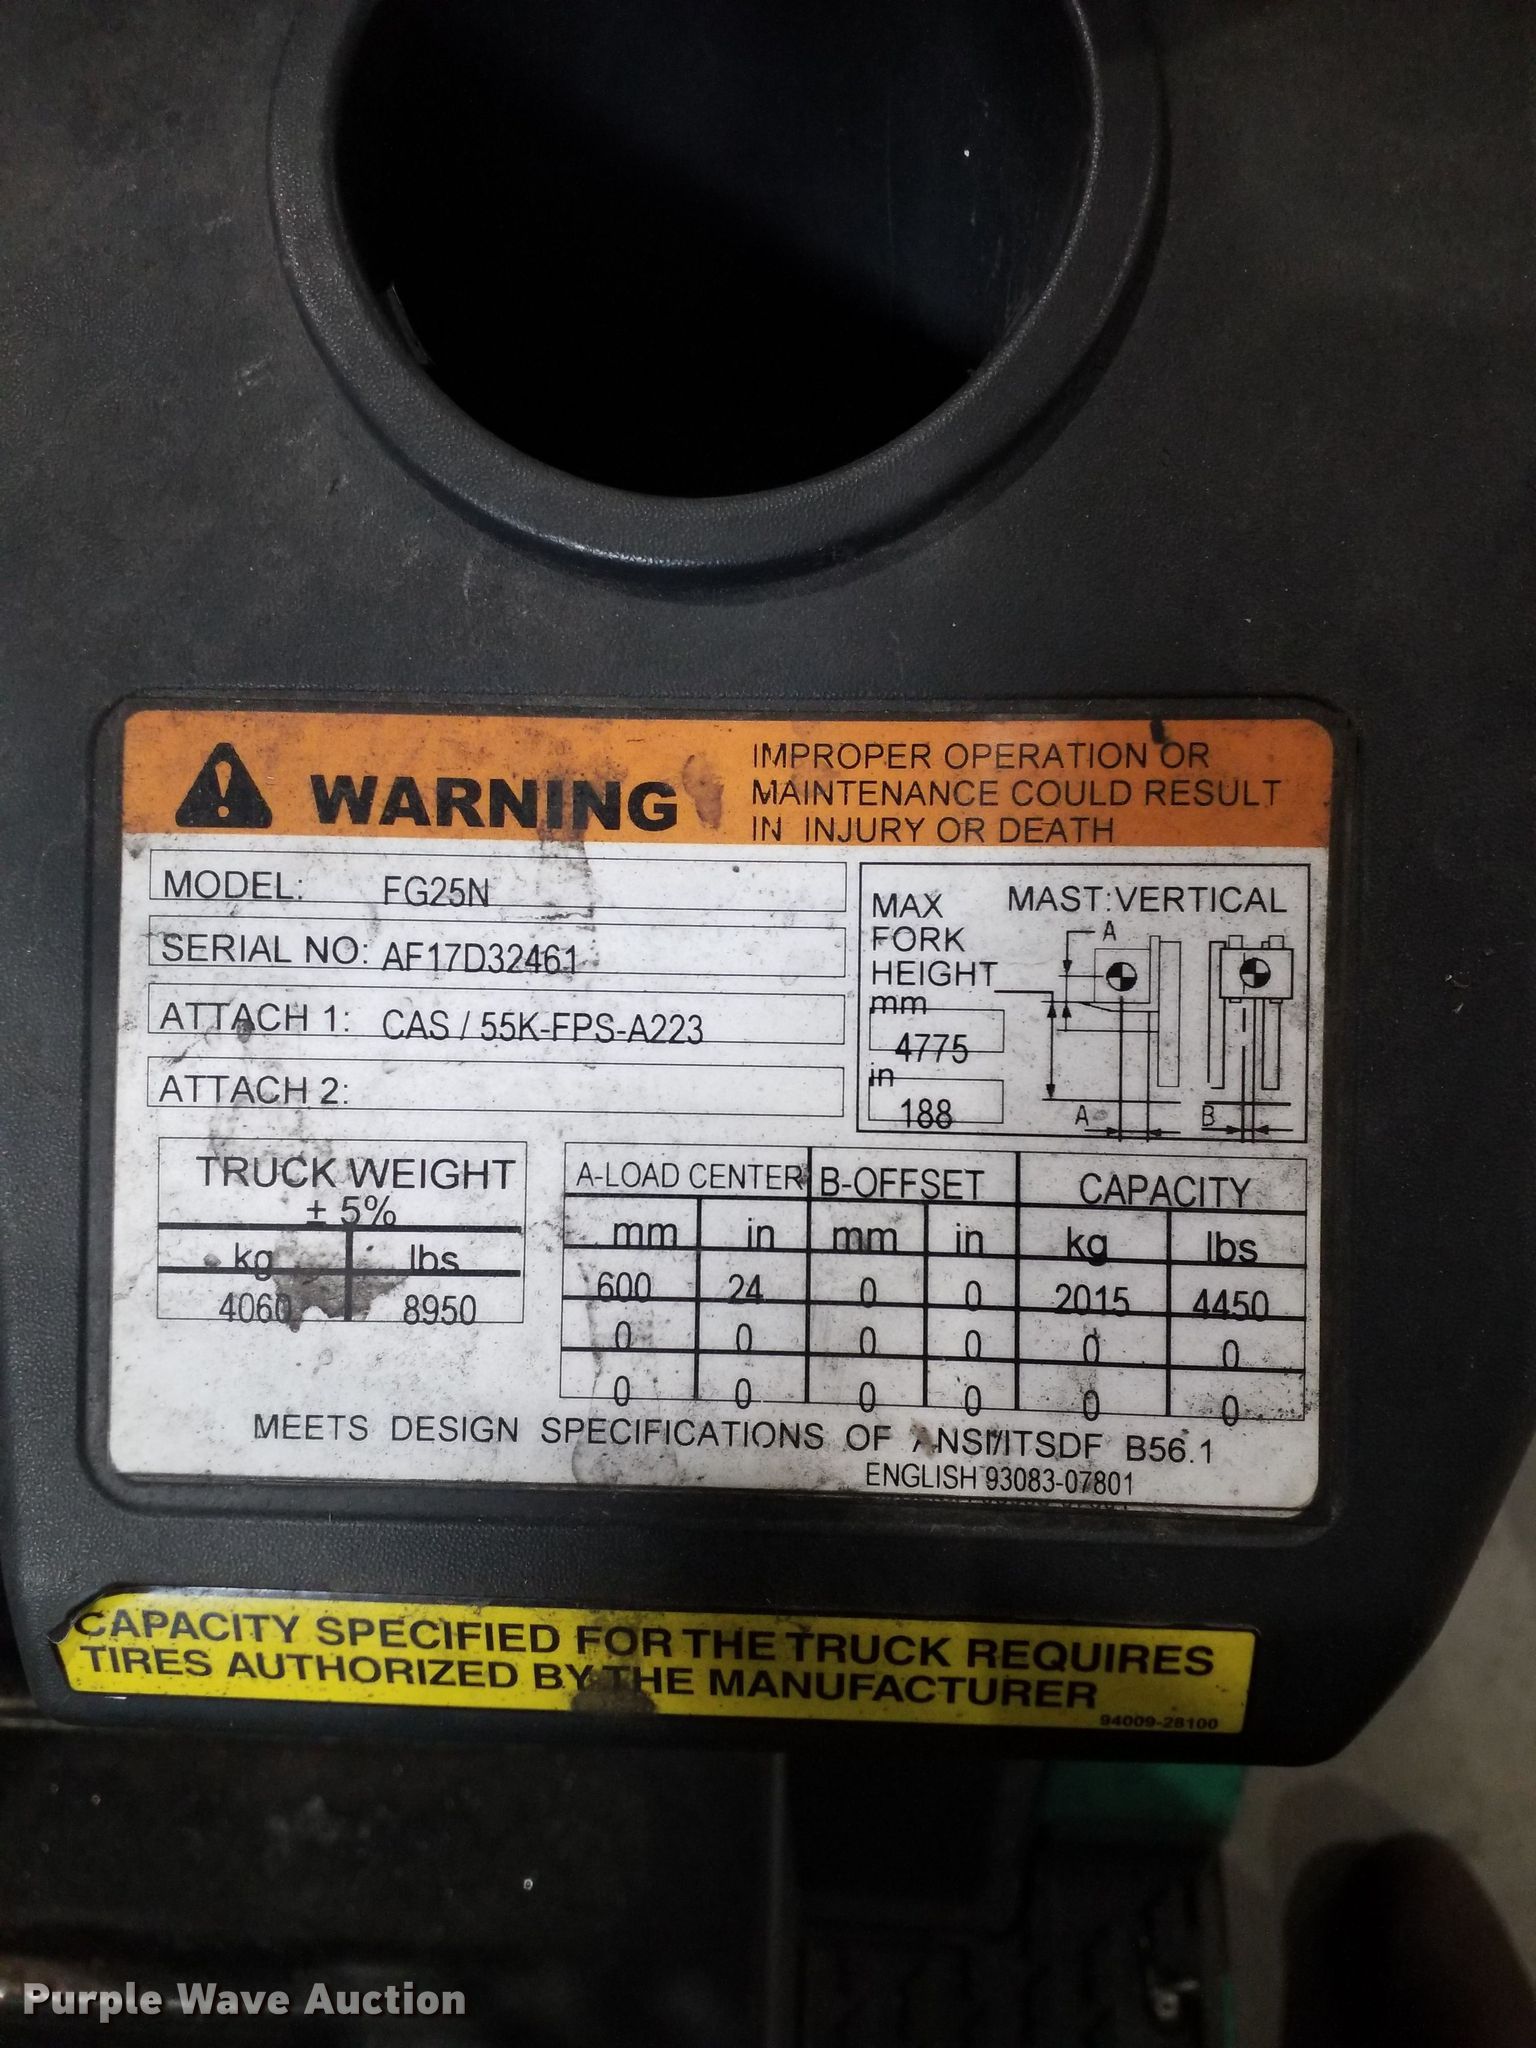 WARNING
IMPROPER OPERATION OR
MAINTENANCE COULD RESULT
IN INJURY OR DEATH
MODEL: FG25N
SERIAL NO: AF17D32461
ATTACH 1: CAS / 55K-FPS-A223
ATTACH 2:
MAX
FORK
HEIGHT
mm
4775
in
188
MAST:VERTICAL
A
A
B
TRUCK WEIGHT
± 5%
kg lbs
4060 8950
A-LOAD CENTER B-OFFSET CAPACITY
mm in mm in kg lbs
600 24 0 0 2015 4450
0 0 0 0 0 0
0 0 0 0 0 0
MEETS DESIGN SPECIFICATIONS OF ANSI/ITSDF B56.1
ENGLISH 93083-07801
CAPACITY SPECIFIED FOR THE TRUCK REQUIRES
TIRES AUTHORIZED BY THE MANUFACTURER
94009-28100
Purple Wave Auction